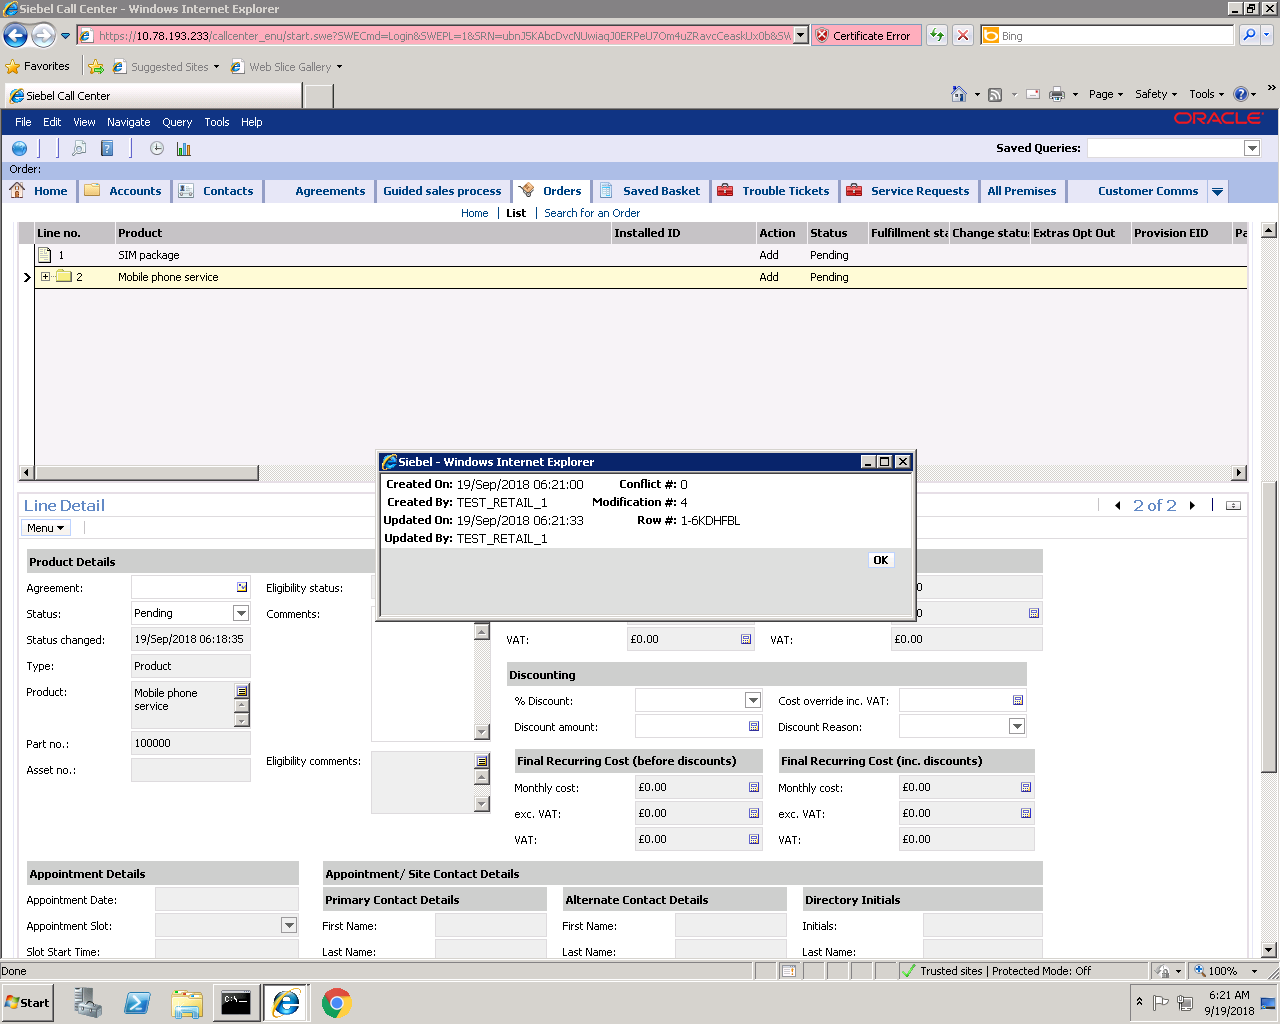 Siebel Call Center - Windows Internet Explorer
https://10.78.193.233/callcenter_enu/start.swe?SWECmd=Login&SWEPL=1&SRN=ubnJ5KAbcDvcNUwiaqJ0ERPeU7Om4uZRavcCeaskUx0b&SW
Certificate Error
Bing
Favorites
Suggested Sites
Web Slice Gallery
Siebel Call Center
Page
Safety
Tools
File Edit View Navigate Query Tools Help
ORACLE
Saved Queries:
Order:
Home Accounts Contacts Agreements Guided sales process Orders Saved Basket Trouble Tickets Service Requests All Premises Customer Comms
Home | List | Search for an Order
Line no. Product Installed ID Action Status Fulfillment sta Change statu: Extras Opt Out Provision EID Pa
1 SIM package Add Pending
2 Mobile phone service Add Pending
Siebel - Windows Internet Explorer
Created On: 19/Sep/2018 06:21:00 Conflict #: 0
Created By: TEST_RETAIL_1 Modification #: 4
Updated On: 19/Sep/2018 06:21:33 Row #: 1-6KDHFBL
Updated By: TEST_RETAIL_1
OK
Line Detail
2 of 2
Menu
Product Details
Agreement:
Eligibility status:
0
Status: Pending
Comments:
0
Status changed: 19/Sep/2018 06:18:35
VAT: £0.00 VAT: £0.00
Type: Product
Discounting
Product: Mobile phone service
% Discount:
Cost override inc. VAT:
Discount amount:
Discount Reason:
Part no.: 100000
Asset no.:
Eligibility comments:
Final Recurring Cost (before discounts)
Final Recurring Cost (inc. discounts)
Monthly cost: £0.00 Monthly cost: £0.00
exc. VAT: £0.00 exc. VAT: £0.00
VAT: £0.00 VAT: £0.00
Appointment Details
Appointment/ Site Contact Details
Appointment Date:
Primary Contact Details
Alternate Contact Details
Directory Initials
Appointment Slot:
First Name:
First Name:
Initials:
Slot Start Time:
Last Name:
Last Name:
Last Name:
Done
Trusted sites | Protected Mode: Off
100%
Start
C:\.
6:21 AM
9/19/2018